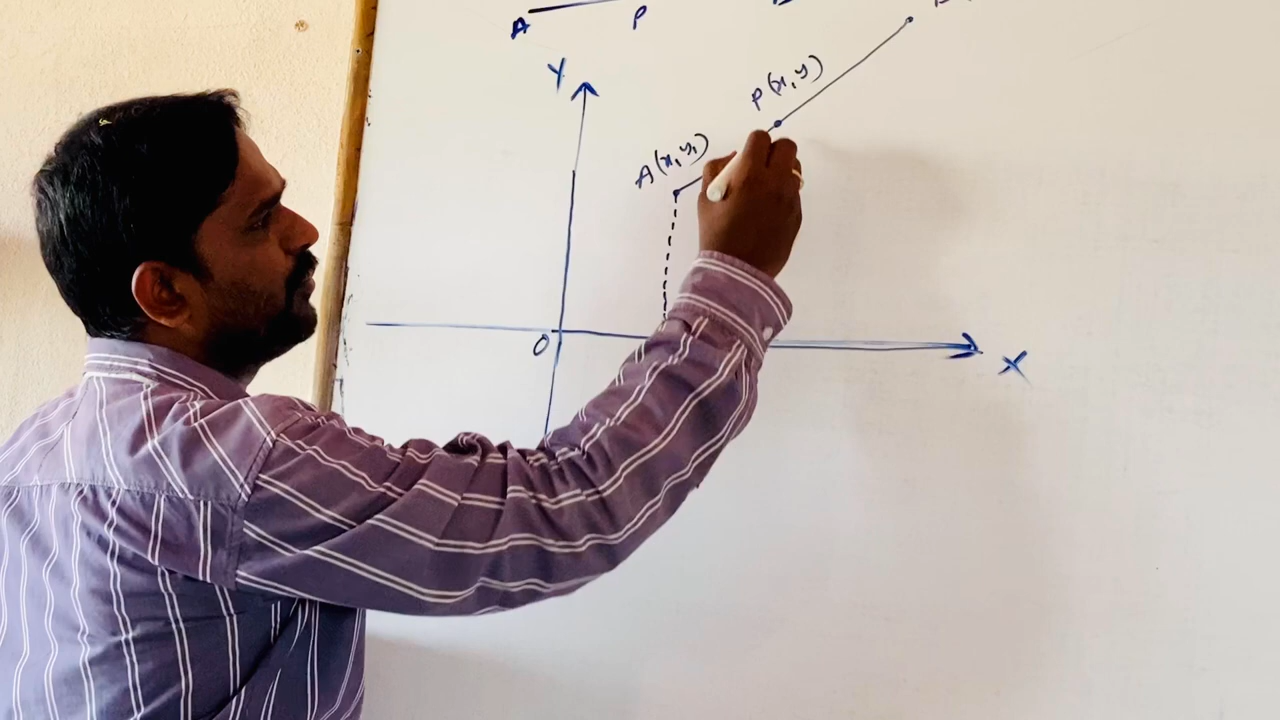 A P
Y
P(x, y)
A(x₁ y₁)
O
X